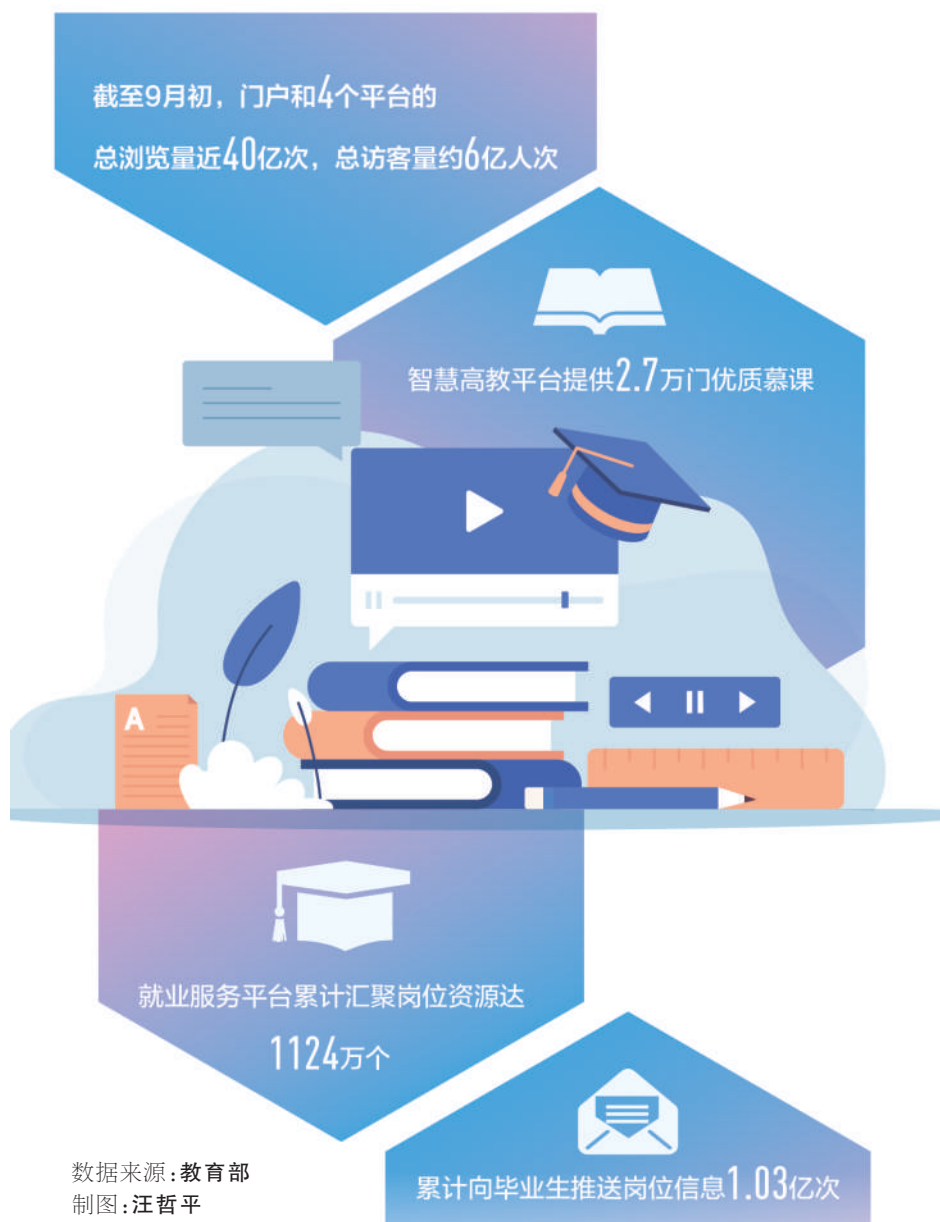 截至9月初，门户和4个平台的
总浏览量近40亿次，总访客量约6亿人次
智慧高教平台提供2.7万门优质慕课
A
就业服务平台累计汇聚岗位资源达
1124万个
累计向毕业生推送岗位信息1.03亿次
数据来源:教育部
制图:汪哲平